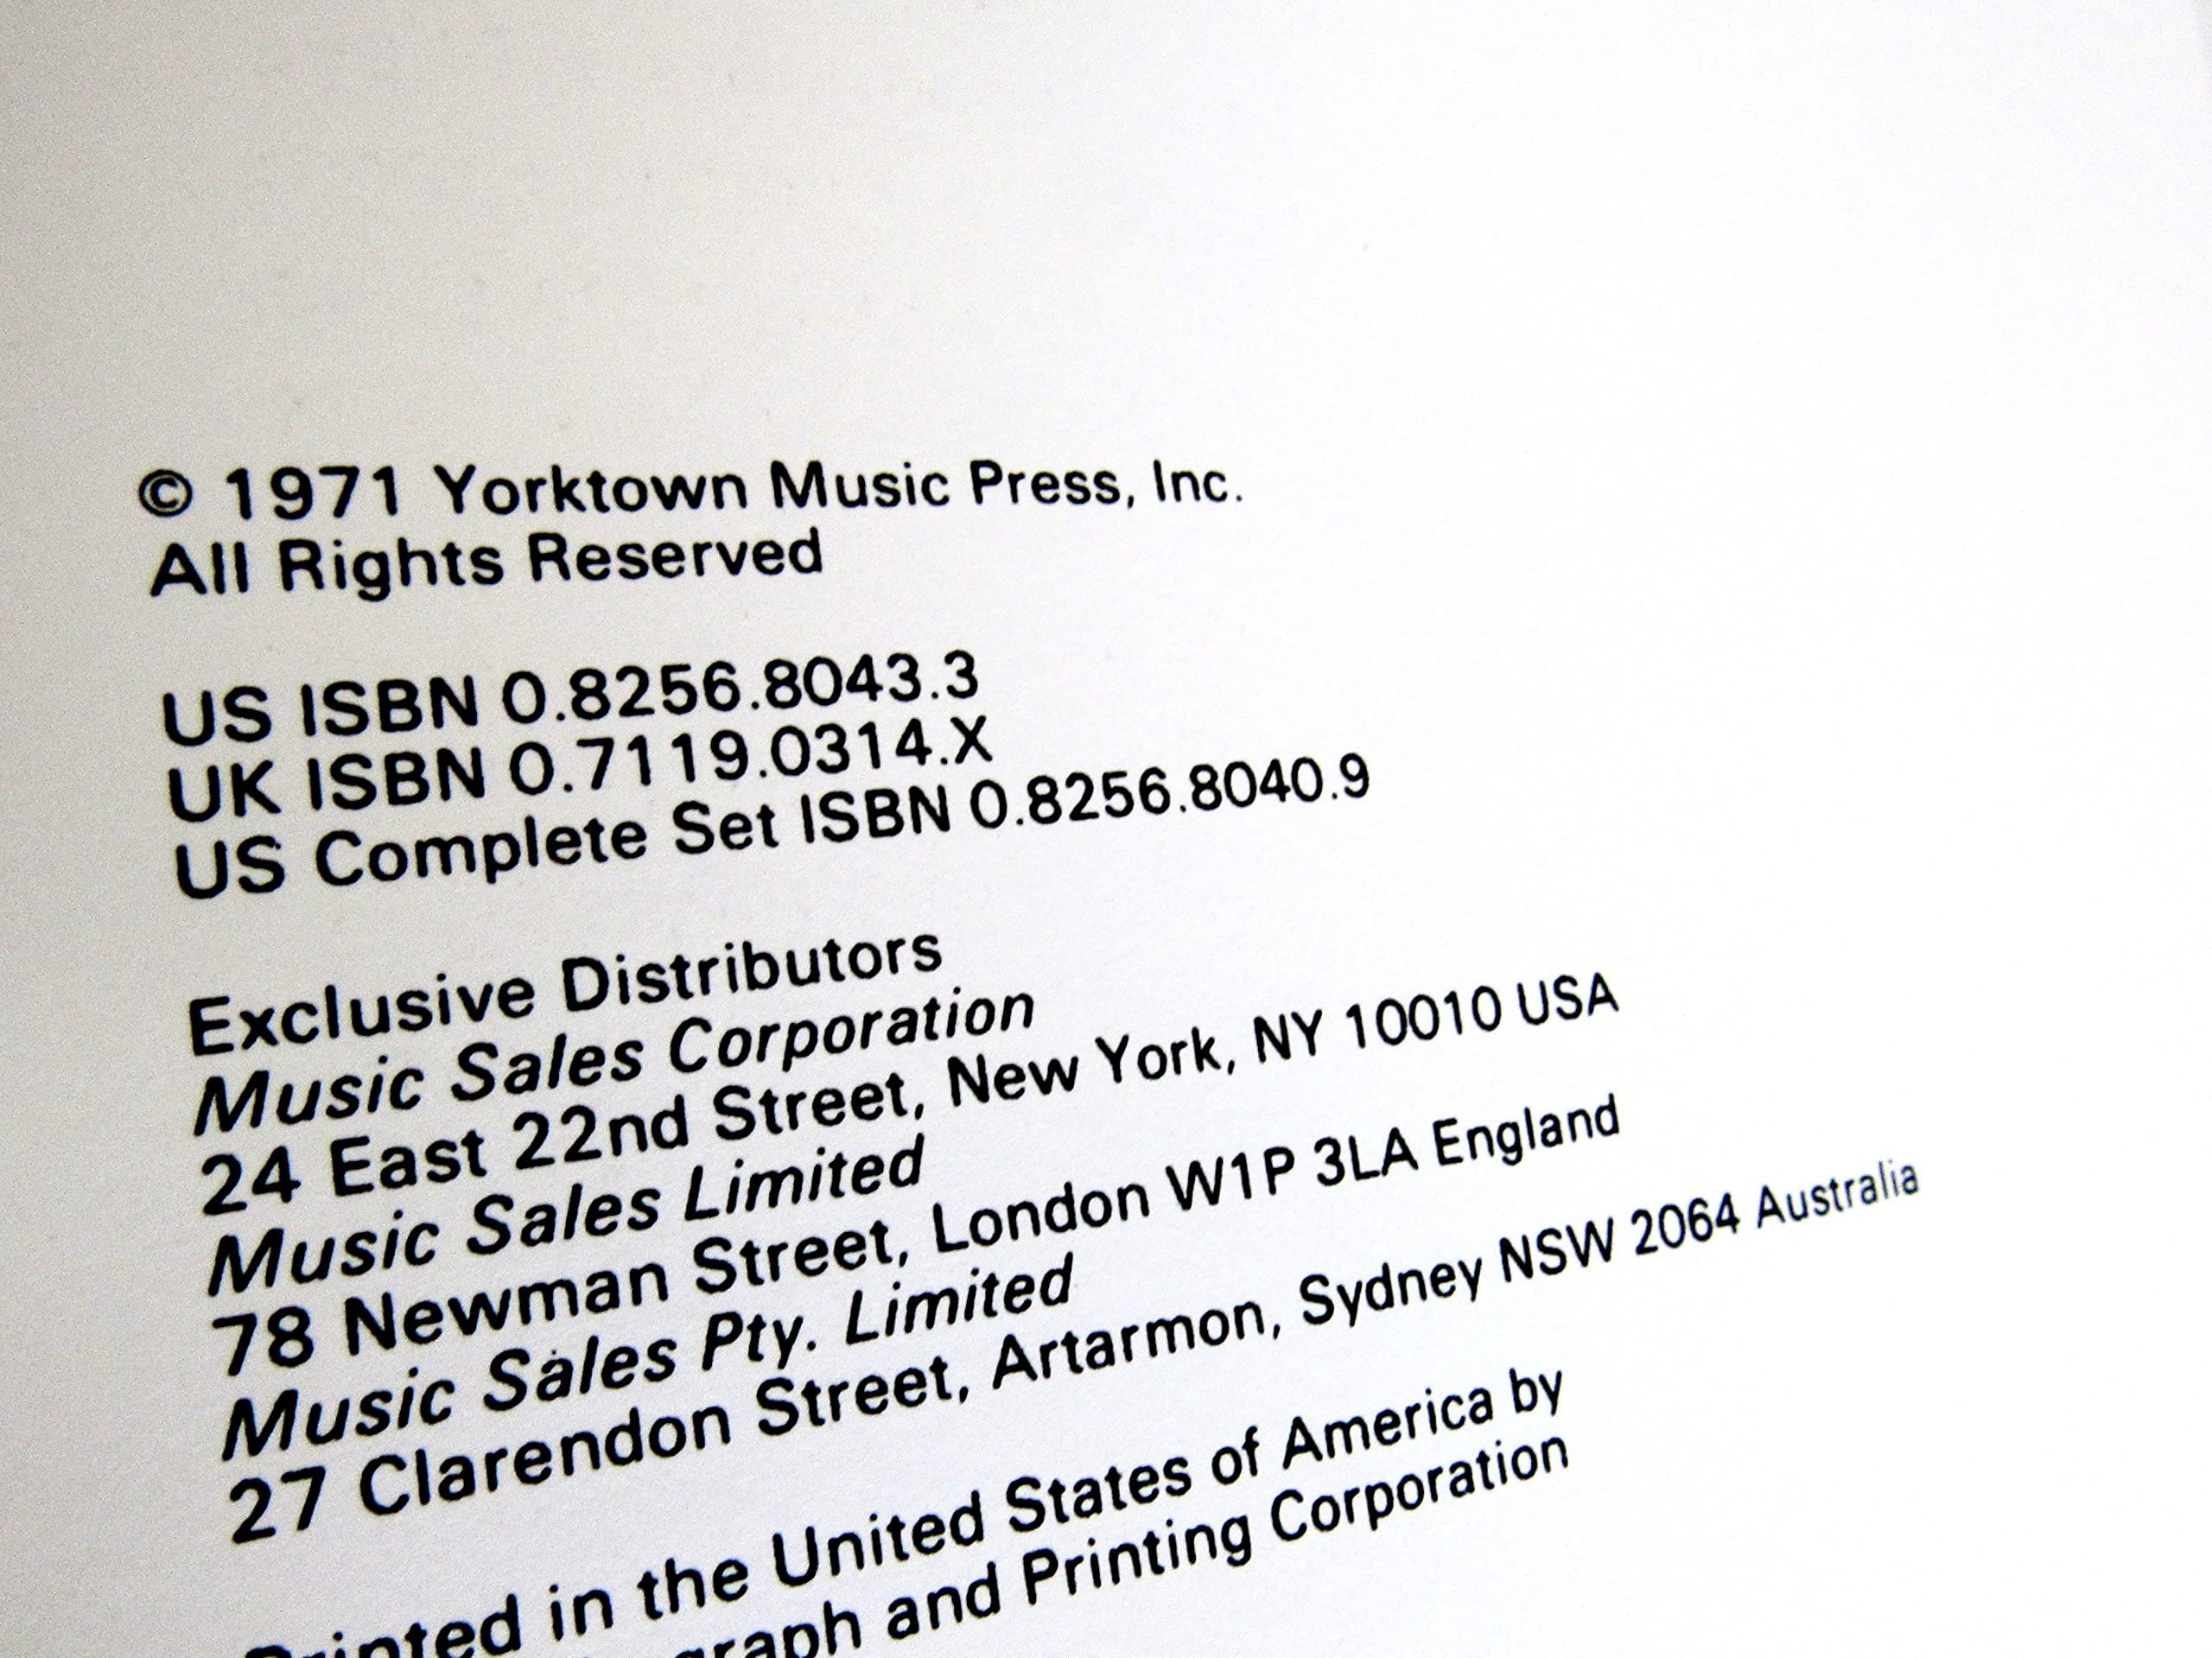 © 1971 Yorktown Music Press, Inc.
All Rights Reserved
US ISBN 0.8256.8043.3
UK ISBN 0.7119.0314.X
US Complete Set ISBN 0.8256.8040.9
Exclusive Distributors
Music Sales Corporation
24 East 22nd Street, New York, NY 10010 USA
Music Sales Limited
78 Newman Street, London W1P 3LA England
Music Sales Pty. Limited
27 Clarendon Street, Artarmon, Sydney NSW 2064 Australia
Printed in the United States of America by
and Printing Corporation